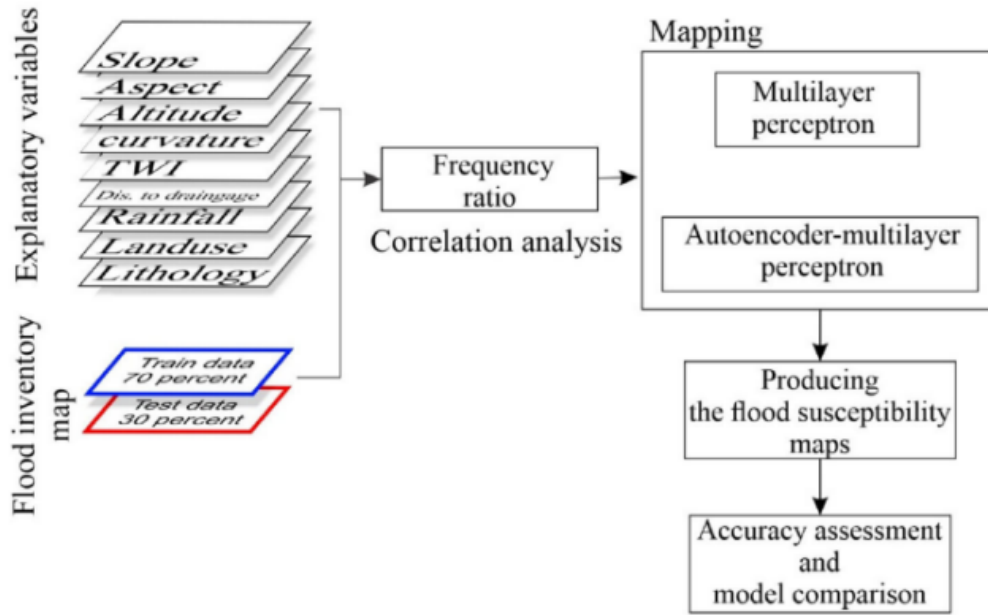 Explanatory variables
Slope
Aspect
Altitude
curvature
TWI
Dis. to draingage
Rainfall
Landuse
Lithology
Flood inventory
map
Train data
70 percent
Test data
30 percent
Frequency
ratio
Correlation analysis
Mapping
Multilayer
perceptron
Autoencoder-multilayer
perceptron
Producing
the flood susceptibility
maps
Accuracy assessment
and
model comparison